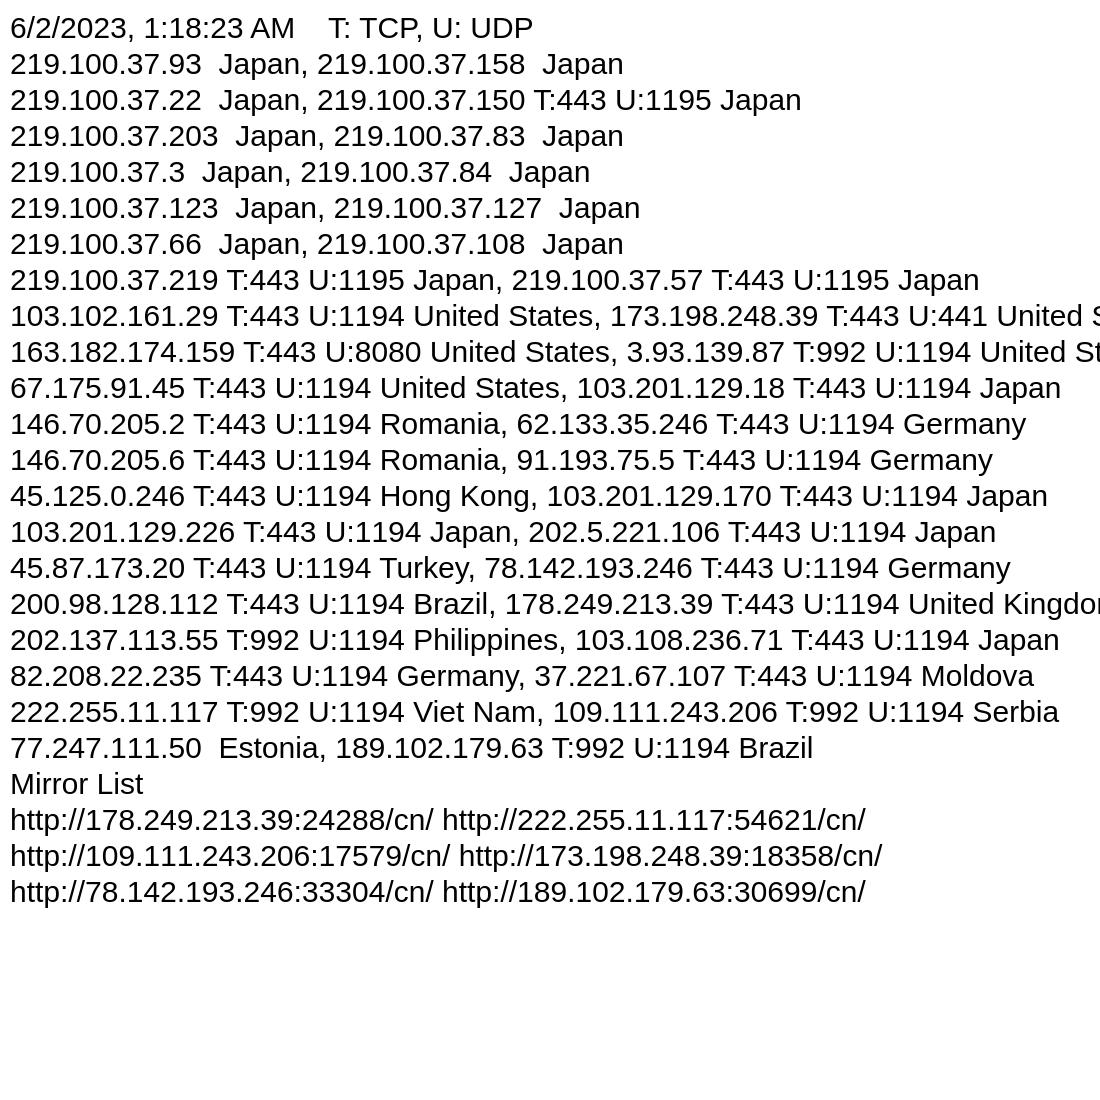 6/2/2023, 1:18:23 AM    T: TCP, U: UDP
219.100.37.93  Japan, 219.100.37.158  Japan
219.100.37.22  Japan, 219.100.37.150 T:443 U:1195 Japan
219.100.37.203  Japan, 219.100.37.83  Japan
219.100.37.3  Japan, 219.100.37.84  Japan
219.100.37.123  Japan, 219.100.37.127  Japan
219.100.37.66  Japan, 219.100.37.108  Japan
219.100.37.219 T:443 U:1195 Japan, 219.100.37.57 T:443 U:1195 Japan
103.102.161.29 T:443 U:1194 United States, 173.198.248.39 T:443 U:441 United
163.182.174.159 T:443 U:8080 United States, 3.93.139.87 T:992 U:1194 United St
67.175.91.45 T:443 U:1194 United States, 103.201.129.18 T:443 U:1194 Japan
146.70.205.2 T:443 U:1194 Romania, 62.133.35.246 T:443 U:1194 Germany
146.70.205.6 T:443 U:1194 Romania, 91.193.75.5 T:443 U:1194 Germany
45.125.0.246 T:443 U:1194 Hong Kong, 103.201.129.170 T:443 U:1194 Japan
103.201.129.226 T:443 U:1194 Japan, 202.5.221.106 T:443 U:1194 Japan
45.87.173.20 T:443 U:1194 Turkey, 78.142.193.246 T:443 U:1194 Germany
200.98.128.112 T:443 U:1194 Brazil, 178.249.213.39 T:443 U:1194 United Kingdo
202.137.113.55 T:992 U:1194 Philippines, 103.108.236.71 T:443 U:1194 Japan
82.208.22.235 T:443 U:1194 Germany, 37.221.67.107 T:443 U:1194 Moldova
222.255.11.117 T:992 U:1194 Viet Nam, 109.111.243.206 T:992 U:1194 Serbia
77.247.111.50  Estonia, 189.102.179.63 T:992 U:1194 Brazil
Mirror List
http://178.249.213.39:24288/cn/ http://222.255.11.117:54621/cn/
http://109.111.243.206:17579/cn/ http://173.198.248.39:18358/cn/
http://78.142.193.246:33304/cn/ http://189.102.179.63:30699/cn/